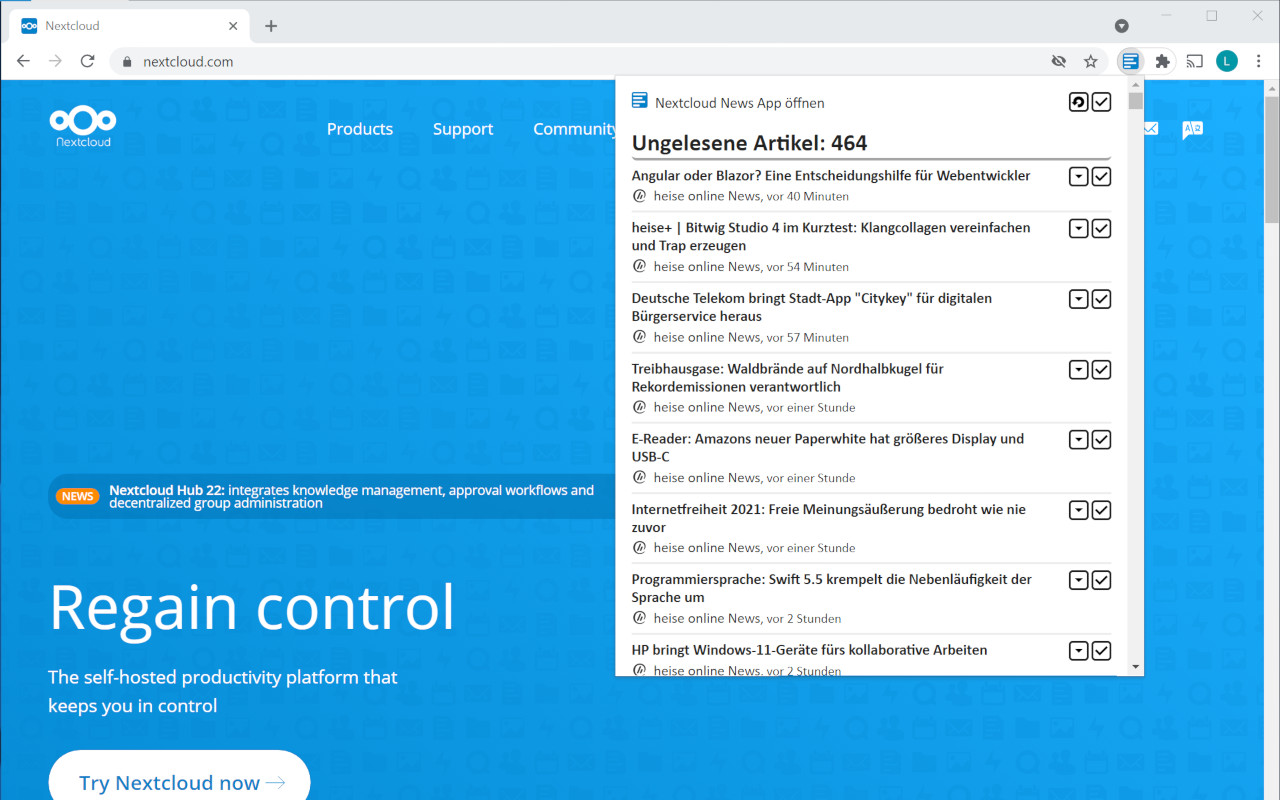 Nextcloud
nextcloud.com
L
Nextcloud
Products
Support
Community
Nextcloud News App öffnen
Ungelesene Artikel: 464
Angular oder Blazor? Eine Entscheidungshilfe für Webentwickler
heise online News, vor 40 Minuten
heise+ | Bitwig Studio 4 im Kurztest: Klangcollagen vereinfachen
und Trap erzeugen
heise online News, vor 54 Minuten
Deutsche Telekom bringt Stadt-App "Citykey" für digitalen
Bürgerservice heraus
heise online News, vor 57 Minuten
Treibhausgase: Waldbrände auf Nordhalbkugel für
Rekordemissionen verantwortlich
heise online News, vor einer Stunde
E-Reader: Amazons neuer Paperwhite hat größeres Display und
USB-C
heise online News, vor einer Stunde
Internetfreiheit 2021: Freie Meinungsäußerung bedroht wie nie
zuvor
heise online News, vor einer Stunde
Programmiersprache: Swift 5.5 krempelt die Nebenläufigkeit der
Sprache um
heise online News, vor 2 Stunden
HP bringt Windows-11-Geräte fürs kollaborative Arbeiten
heise online News, vor 2 Stunden
NEWS
Nextcloud Hub 22: integrates knowledge management, approval workflows and
decentralized group administration
Regain control
The self-hosted productivity platform that
keeps you in control
Try Nextcloud now